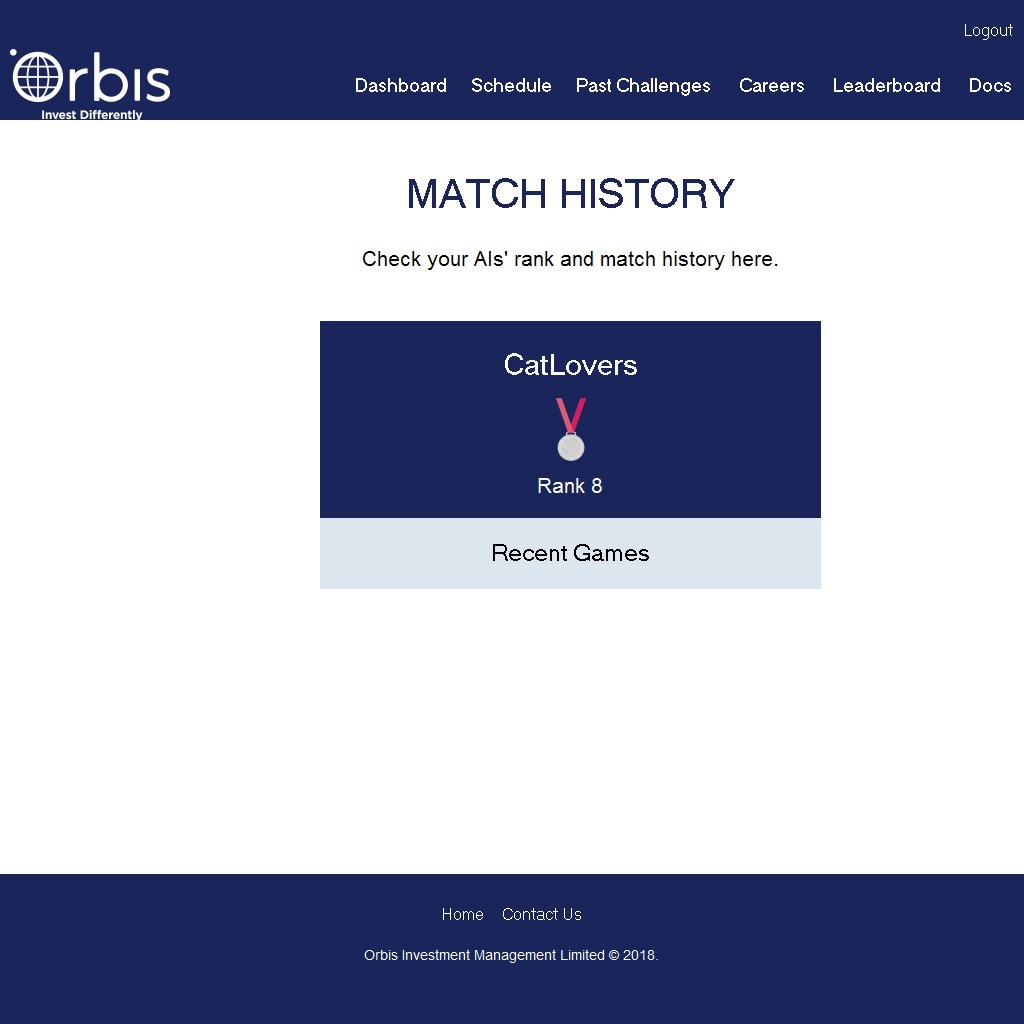 Logout
Orbis
Invest Differently
Dashboard Schedule Past Challenges Careers Leaderboard Docs
MATCH HISTORY
Check your AIs' rank and match history here.
CatLovers
Rank 8
Recent Games
Home Contact Us
Orbis Investment Management Limited © 2018.